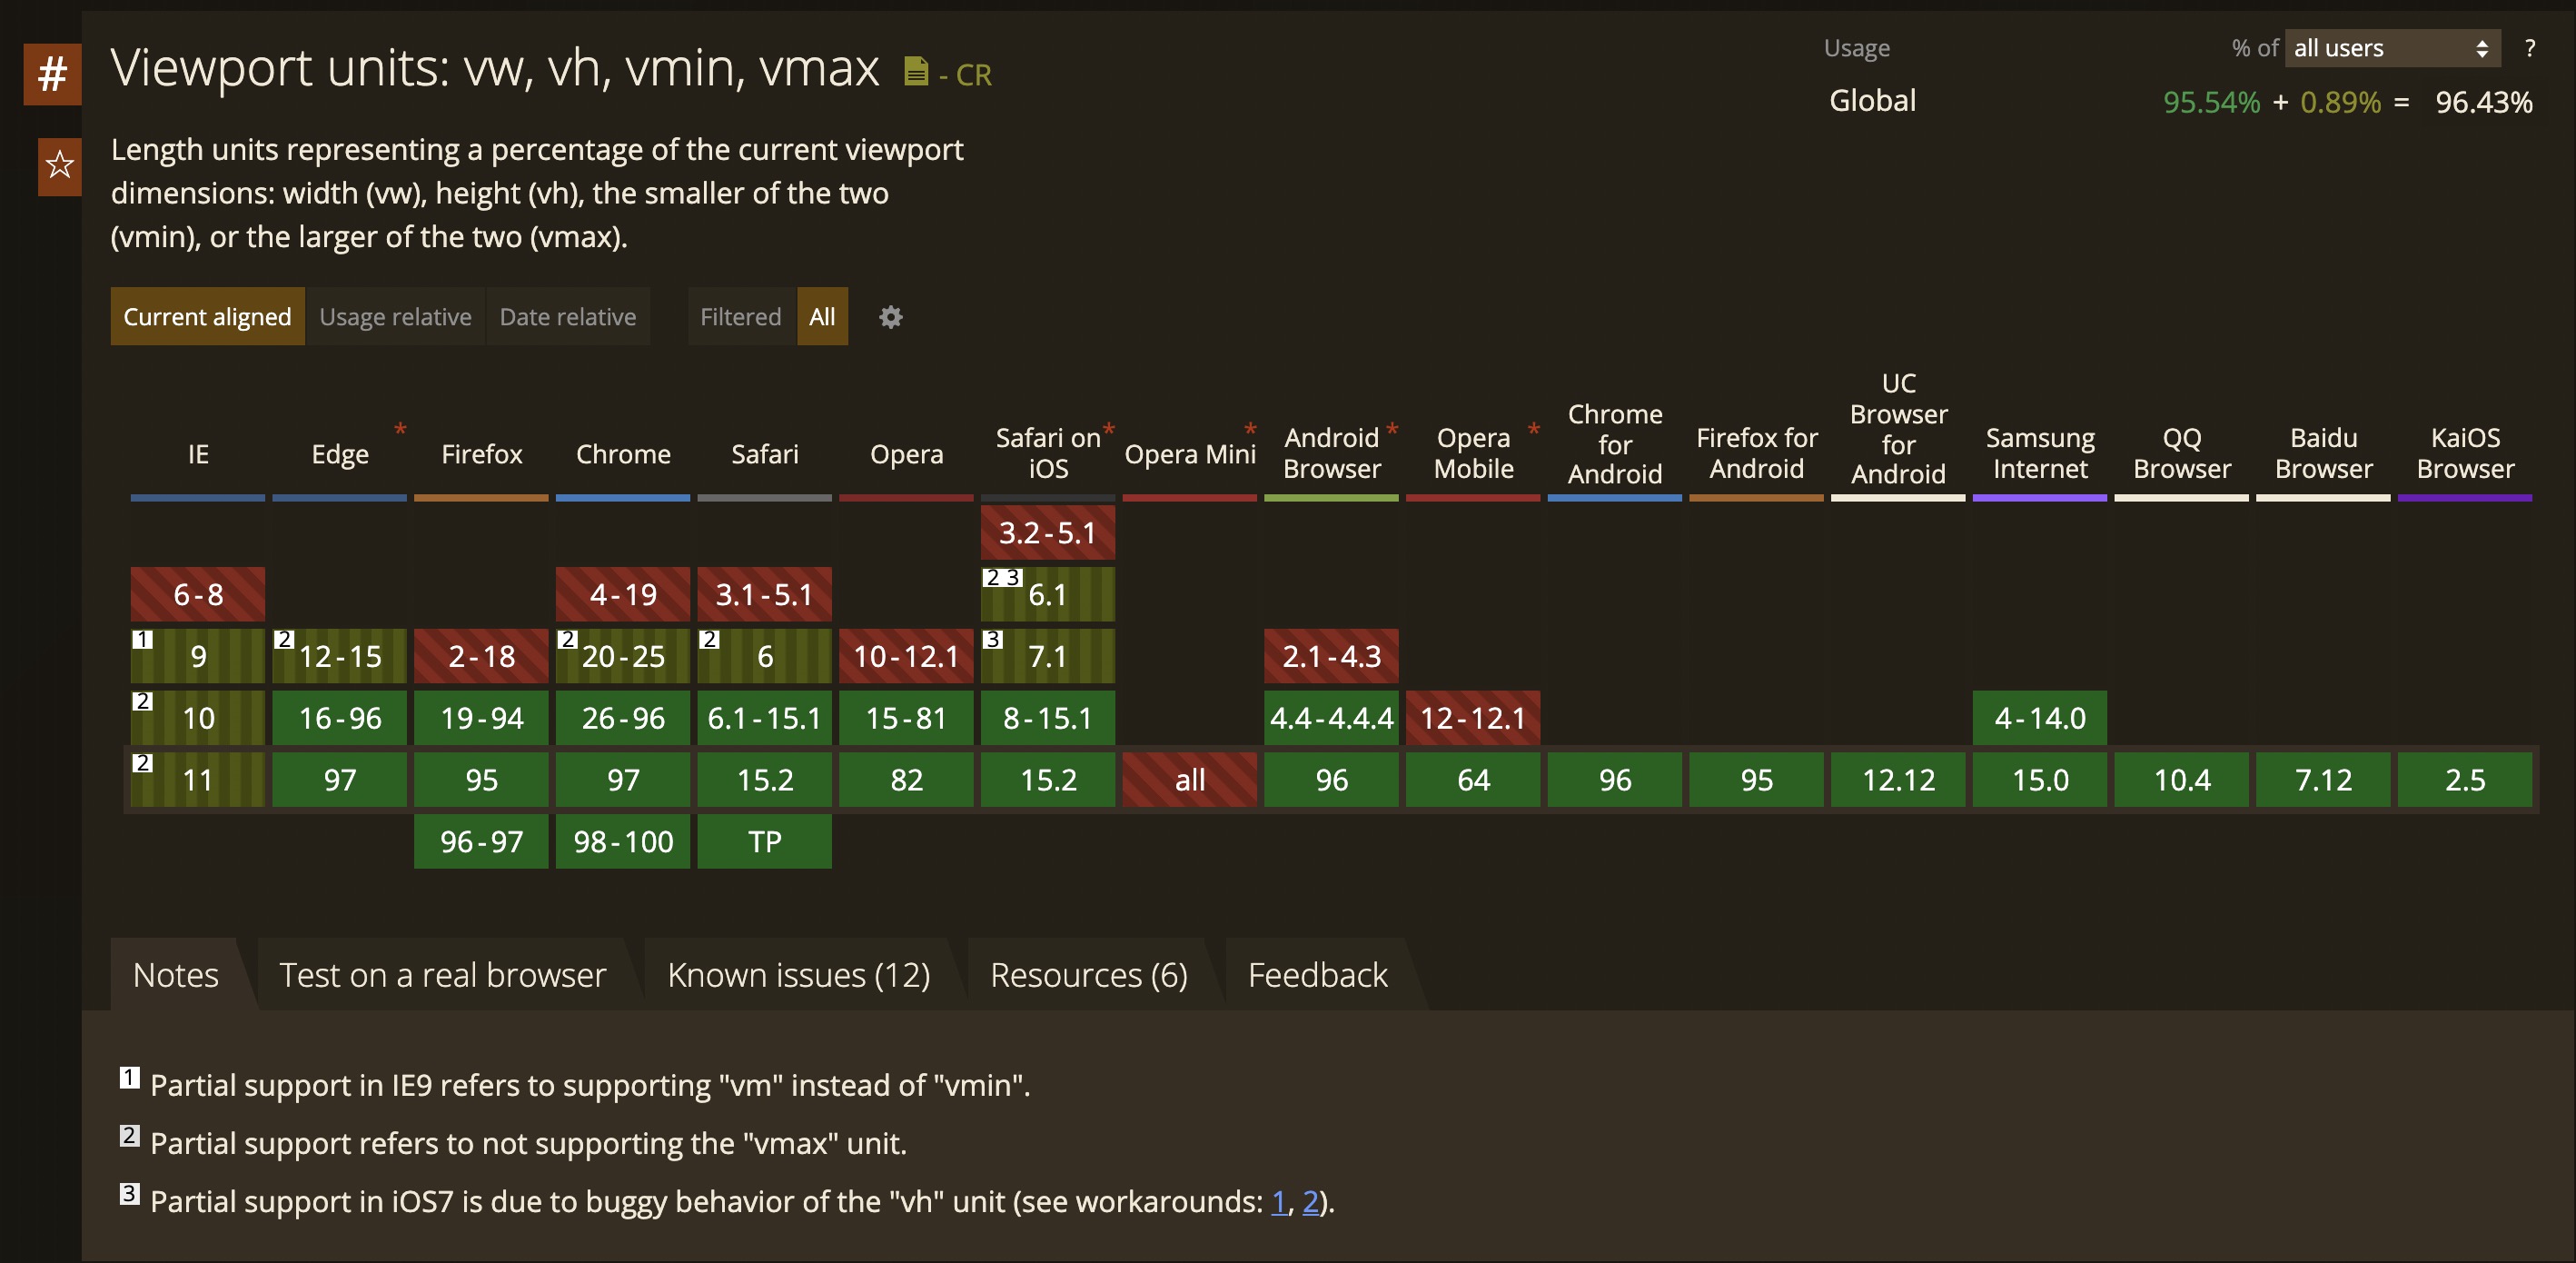 #
Viewport units: vw, vh, vmin, vmax - CR
Usage % of all users ?
Global 95.54% + 0.89% = 96.43%
Length units representing a percentage of the current viewport
dimensions: width (vw), height (vh), the smaller of the two
(vmin), or the larger of the two (vmax).
Current aligned Usage relative Date relative Filtered All
IE
Edge *
Firefox
Chrome
Safari
Opera
Safari on *
iOS
Opera Mini *
Android *
Browser
Opera *
Mobile
Chrome
for
Android
Firefox for
Android
UC
Browser
for
Android
Samsung
Internet
QQ
Browser
Baidu
Browser
KaiOS
Browser
3.2-5.1
6-8 4-19 3.1-5.1 2 3 6.1
1 9 2 12-15 2-18 2 20-25 2 6 10-12.1 3 7.1 2.1-4.3
2 10 16-96 19-94 26-96 6.1-15.1 15-81 8-15.1 4.4-4.4.4 12-12.1 4-14.0
2 11 97 95 97 15.2 82 15.2 all 96 64 96 95 12.12 15.0 10.4 7.12 2.5
96-97 98-100 TP
Notes Test on a real browser Known issues (12) Resources (6) Feedback
1 Partial support in IE9 refers to supporting "vm" instead of "vmin".
2 Partial support refers to not supporting the "vmax" unit.
3 Partial support in iOS7 is due to buggy behavior of the "vh" unit (see workarounds: 1, 2).